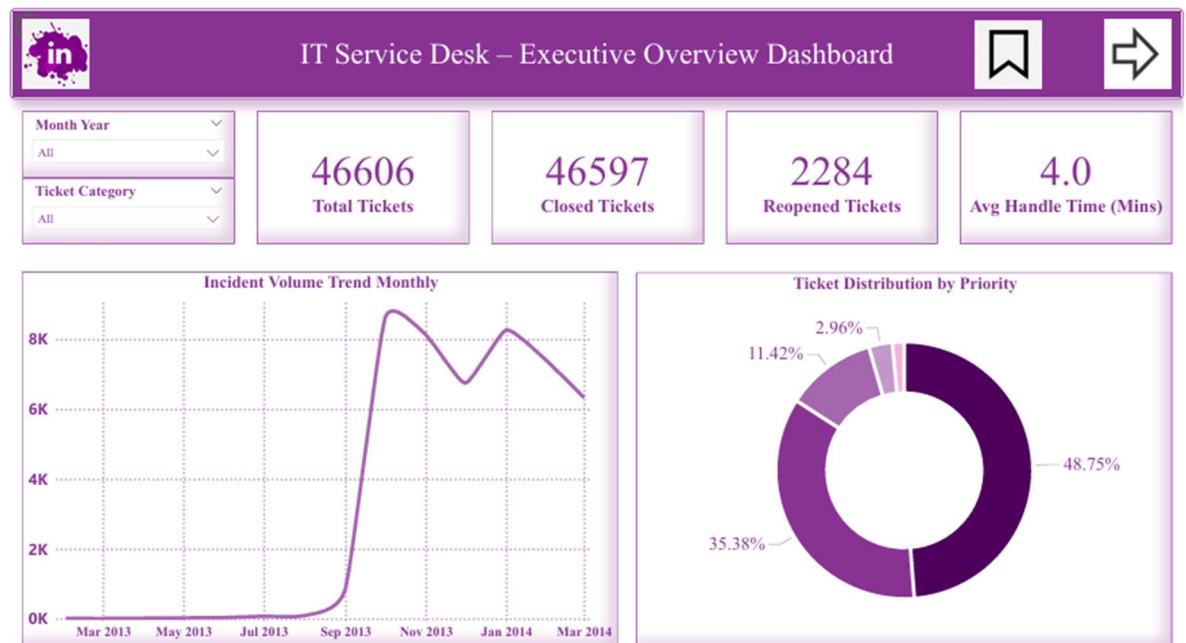 in
IT Service Desk – Executive Overview Dashboard
Month Year
All
Ticket Category
All
46606
Total Tickets
46597
Closed Tickets
2284
Reopened Tickets
4.0
Avg Handle Time (Mins)
Incident Volume Trend Monthly
8K
6K
4K
2K
0K
Mar 2013 May 2013 Jul 2013 Sep 2013 Nov 2013 Jan 2014 Mar 2014
Ticket Distribution by Priority
2.96%
11.42%
48.75%
35.38%